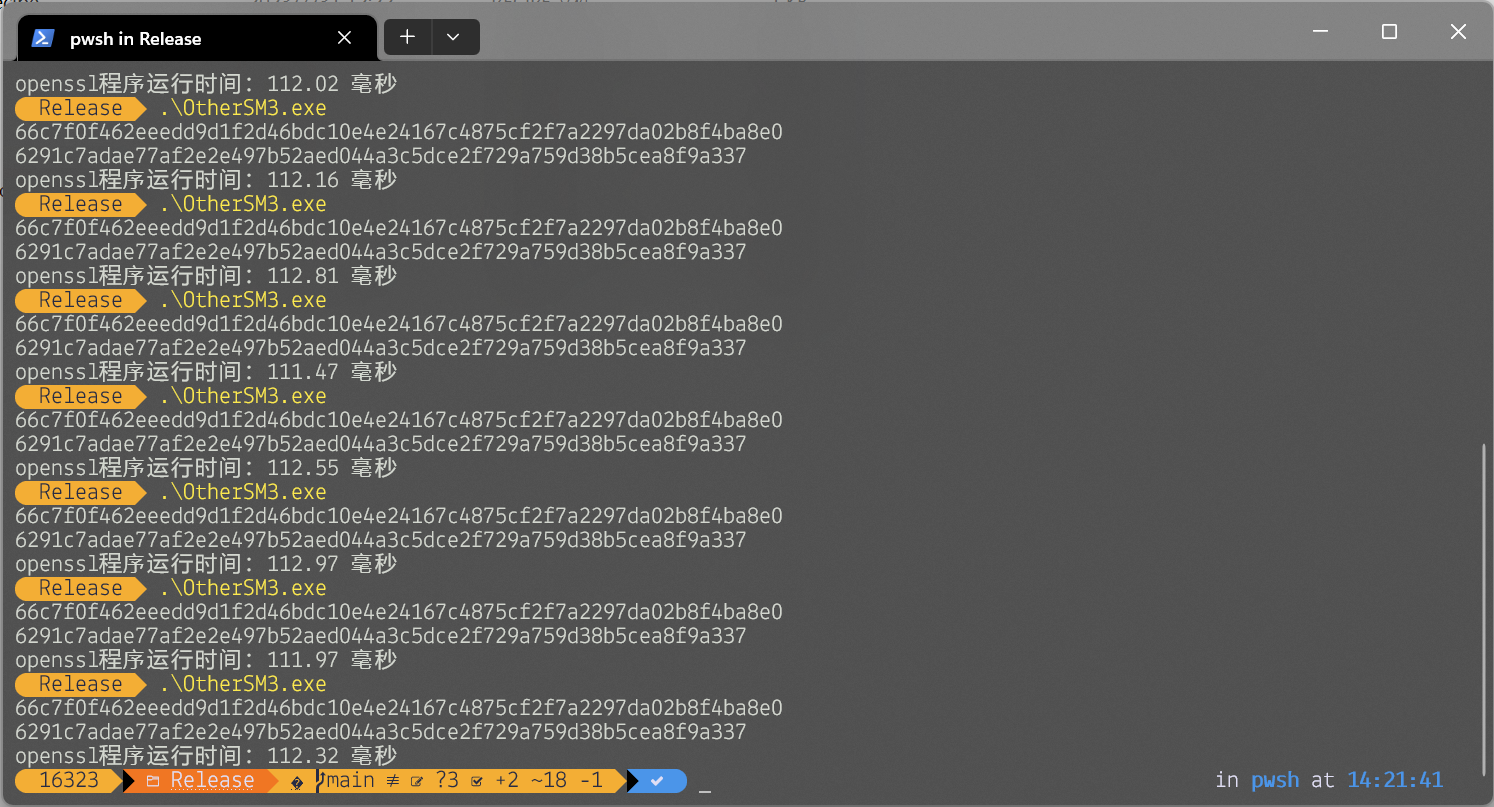 pwsh in Release
openssl程序运行时间: 112.02 毫秒
Release .\OtherSM3.exe
66c7f0f462eeedd9d1f2d46bdc10e4e24167c4875cf2f7a2297da02b8f4ba8e0
6291c7adae77af2e2e497b52aed044a3c5dce2f729a759d38b5cea8f9a337
openssl程序运行时间: 112.16 毫秒
Release .\OtherSM3.exe
66c7f0f462eeedd9d1f2d46bdc10e4e24167c4875cf2f7a2297da02b8f4ba8e0
6291c7adae77af2e2e497b52aed044a3c5dce2f729a759d38b5cea8f9a337
openssl程序运行时间: 112.81 毫秒
Release .\OtherSM3.exe
66c7f0f462eeedd9d1f2d46bdc10e4e24167c4875cf2f7a2297da02b8f4ba8e0
6291c7adae77af2e2e497b52aed044a3c5dce2f729a759d38b5cea8f9a337
openssl程序运行时间: 111.47 毫秒
Release .\OtherSM3.exe
66c7f0f462eeedd9d1f2d46bdc10e4e24167c4875cf2f7a2297da02b8f4ba8e0
6291c7adae77af2e2e497b52aed044a3c5dce2f729a759d38b5cea8f9a337
openssl程序运行时间: 112.55 毫秒
Release .\OtherSM3.exe
66c7f0f462eeedd9d1f2d46bdc10e4e24167c4875cf2f7a2297da02b8f4ba8e0
6291c7adae77af2e2e497b52aed044a3c5dce2f729a759d38b5cea8f9a337
openssl程序运行时间: 112.97 毫秒
Release .\OtherSM3.exe
66c7f0f462eeedd9d1f2d46bdc10e4e24167c4875cf2f7a2297da02b8f4ba8e0
6291c7adae77af2e2e497b52aed044a3c5dce2f729a759d38b5cea8f9a337
openssl程序运行时间: 111.97 毫秒
Release .\OtherSM3.exe
66c7f0f462eeedd9d1f2d46bdc10e4e24167c4875cf2f7a2297da02b8f4ba8e0
6291c7adae77af2e2e497b52aed044a3c5dce2f729a759d38b5cea8f9a337
openssl程序运行时间: 112.32 毫秒
16323 Release � main ≢ ?3 +2 ~18 -1 _ in pwsh at 14:21:41